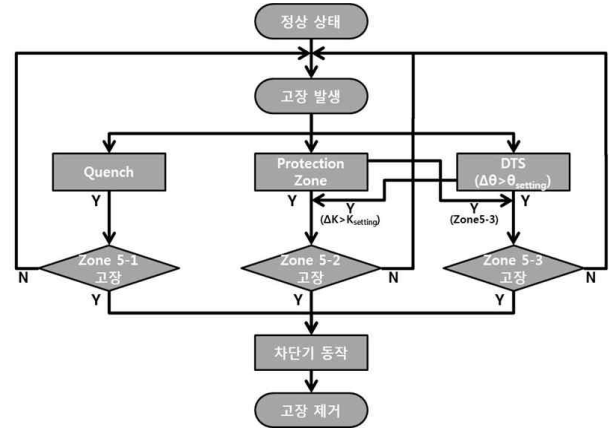 정상 상태
고장 발생
Quench
Protection
Zone
DTS
(Δθ>θsetting)
Y
Y
Y
Y
Y
(ΔK>Ksetting)
(Zone5-3)
Zone 5-1
고장
Zone 5-2
고장
Zone 5-3
고장
N
N
N
Y
Y
Y
차단기 동작
고장 제거